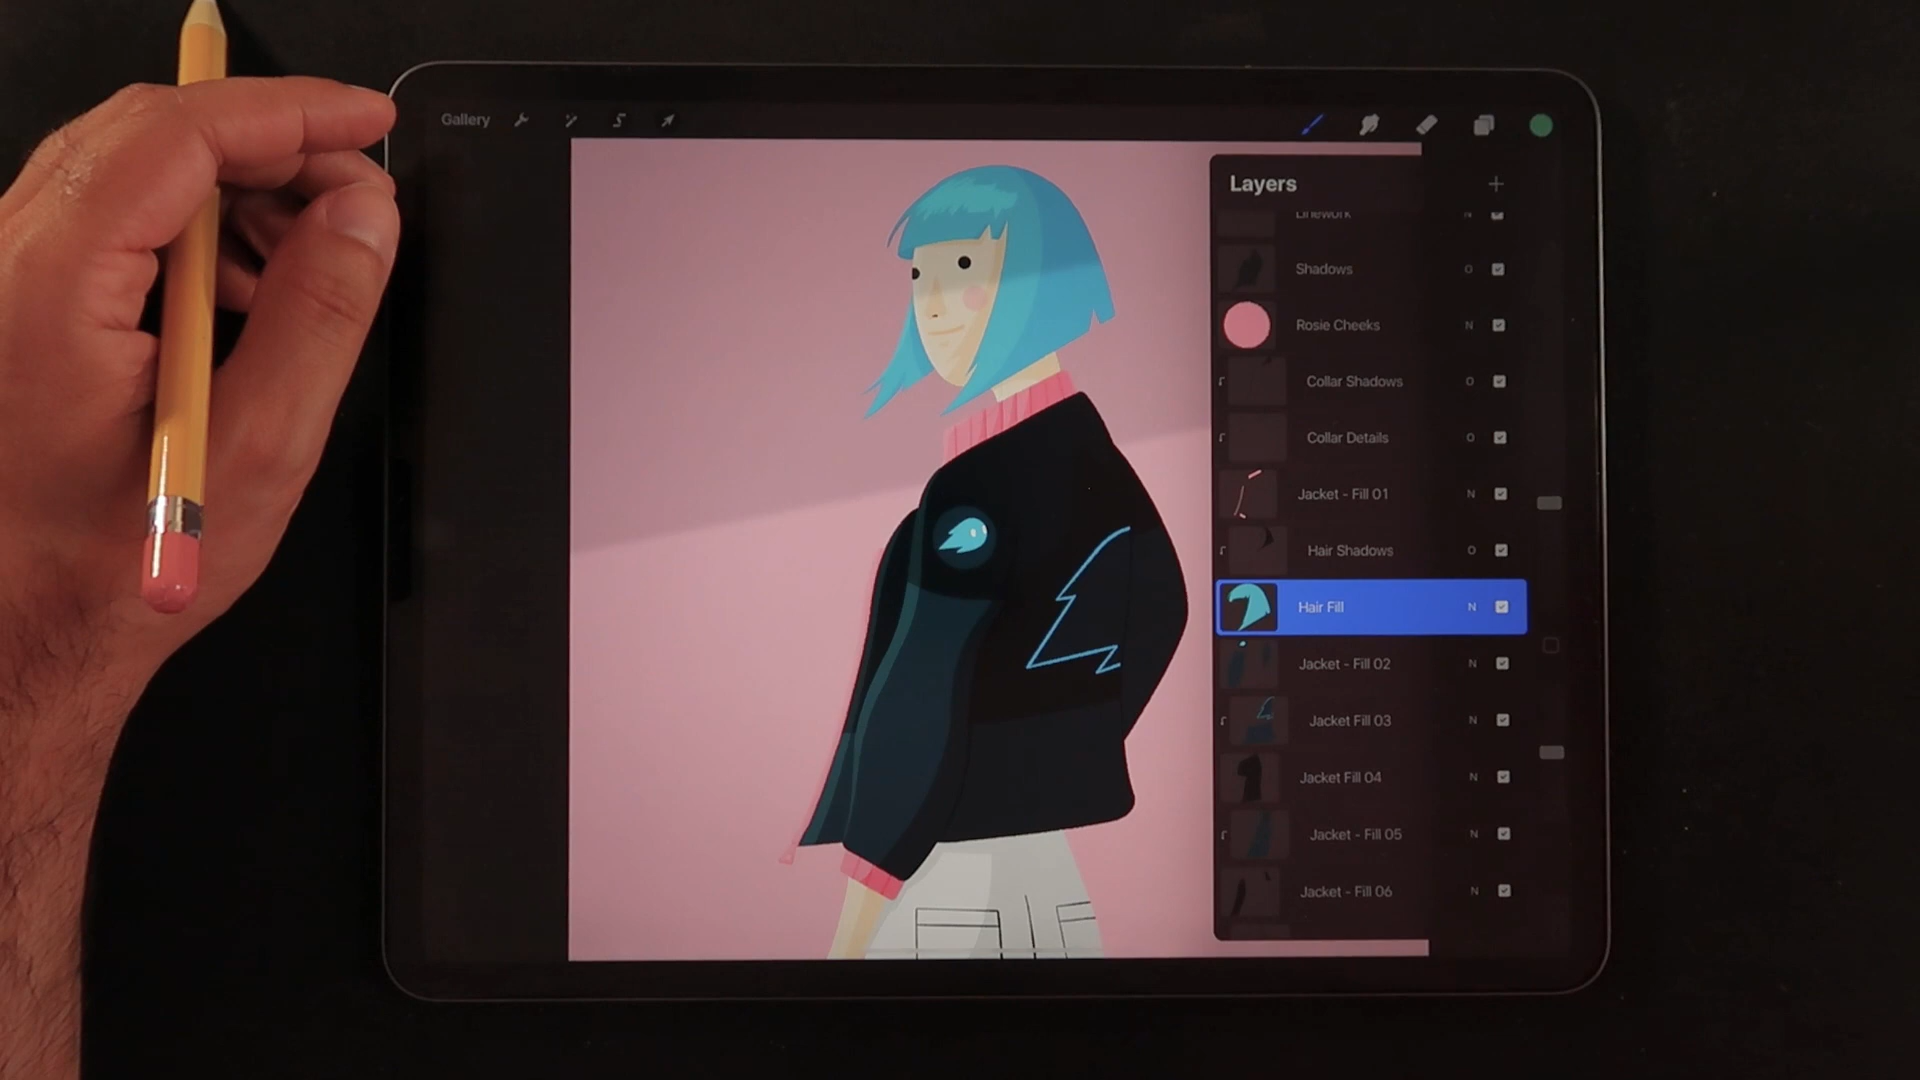 Gallery
Layers
Linework N
Shadows O
Rosie Cheeks N
Collar Shadows O
Collar Details O
Jacket - Fill 01 N
Hair Shadows O
Hair Fill N
Jacket - Fill 02 N
Jacket Fill 03 N
Jacket Fill 04 N
Jacket - Fill 05 N
Jacket - Fill 06 N